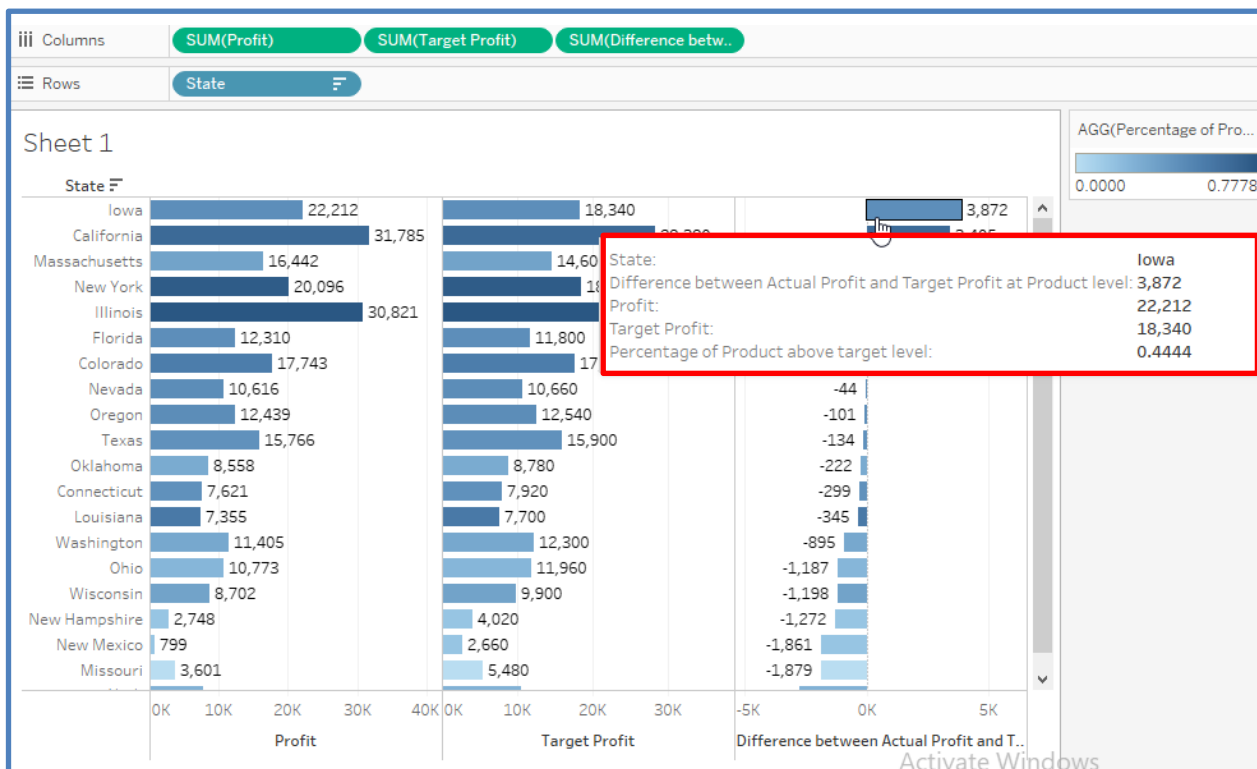 Columns SUM(Profit) SUM(Target Profit) SUM(Difference betw..
Rows State
Sheet 1
AGG(Percentage of Pro...
0.0000 0.7778
State
Iowa 22,212 18,340 3,872
California 31,785
Massachusetts 16,442 14,60
New York 20,096 18
Illinois 30,821
Florida 12,310 11,800
Colorado 17,743 17
Nevada 10,616 10,660 -44
Oregon 12,439 12,540 -101
Texas 15,766 15,900 -134
Oklahoma 8,558 8,780 -222
Connecticut 7,621 7,920 -299
Louisiana 7,355 7,700 -345
Washington 11,405 12,300 -895
Ohio 10,773 11,960 -1,187
Wisconsin 8,702 9,900 -1,198
New Hampshire 2,748 4,020 -1,272
New Mexico 799 2,660 -1,861
Missouri 3,601 5,480 -1,879
State: Iowa
Difference between Actual Profit and Target Profit at Product level: 3,872
Profit: 22,212
Target Profit: 18,340
Percentage of Product above target level: 0.4444
0K 10K 20K 30K 40K 0K 10K 20K 30K -5K 0K 5K
Profit Target Profit Difference between Actual Profit and T..
Activate Windows